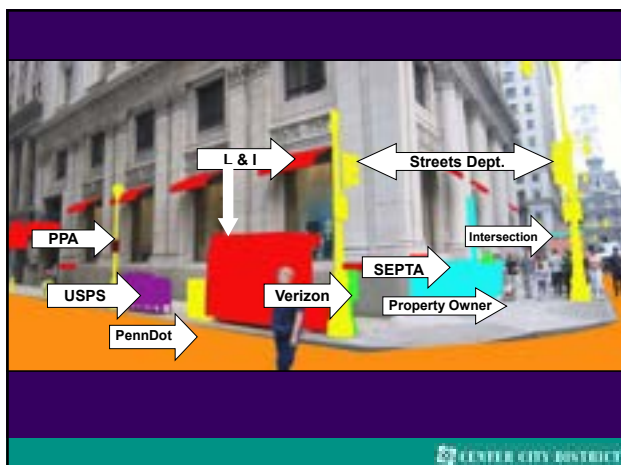 L & I
Streets Dept.
PPA
Intersection
SEPTA
USPS
Verizon
Property Owner
PennDot
CENTER CITY DISTRICT